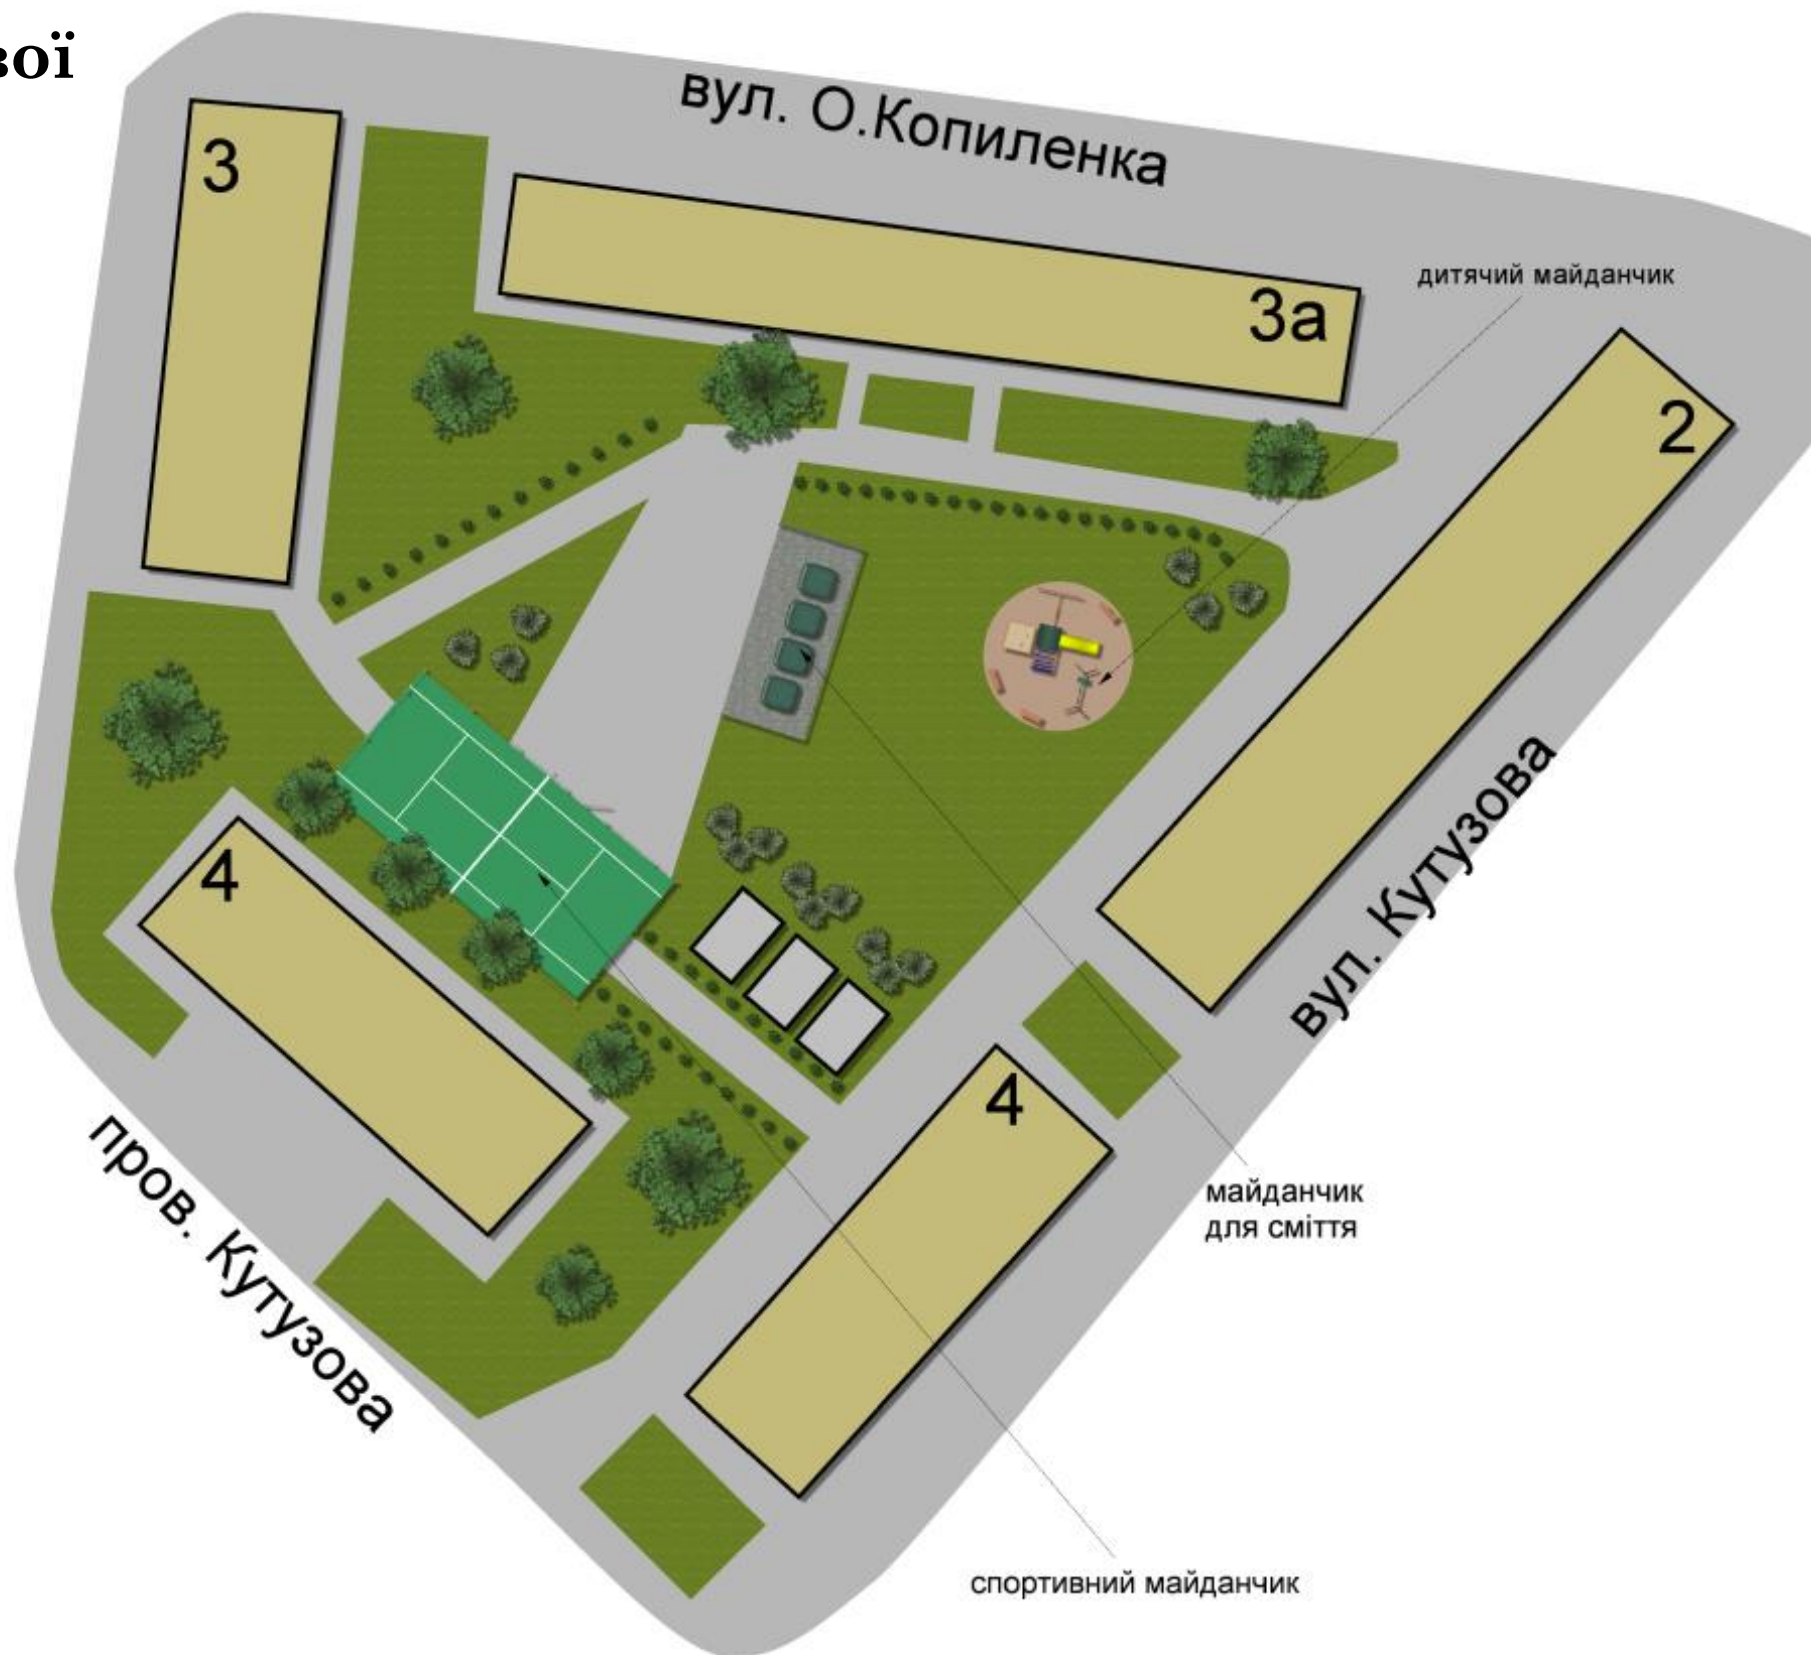 вої
вул. О.Копиленка
3
3а
дитячий майданчик
2
4
вул. Кутузова
4
пров. Кутузова
майданчик
для сміття
спортивний майданчик